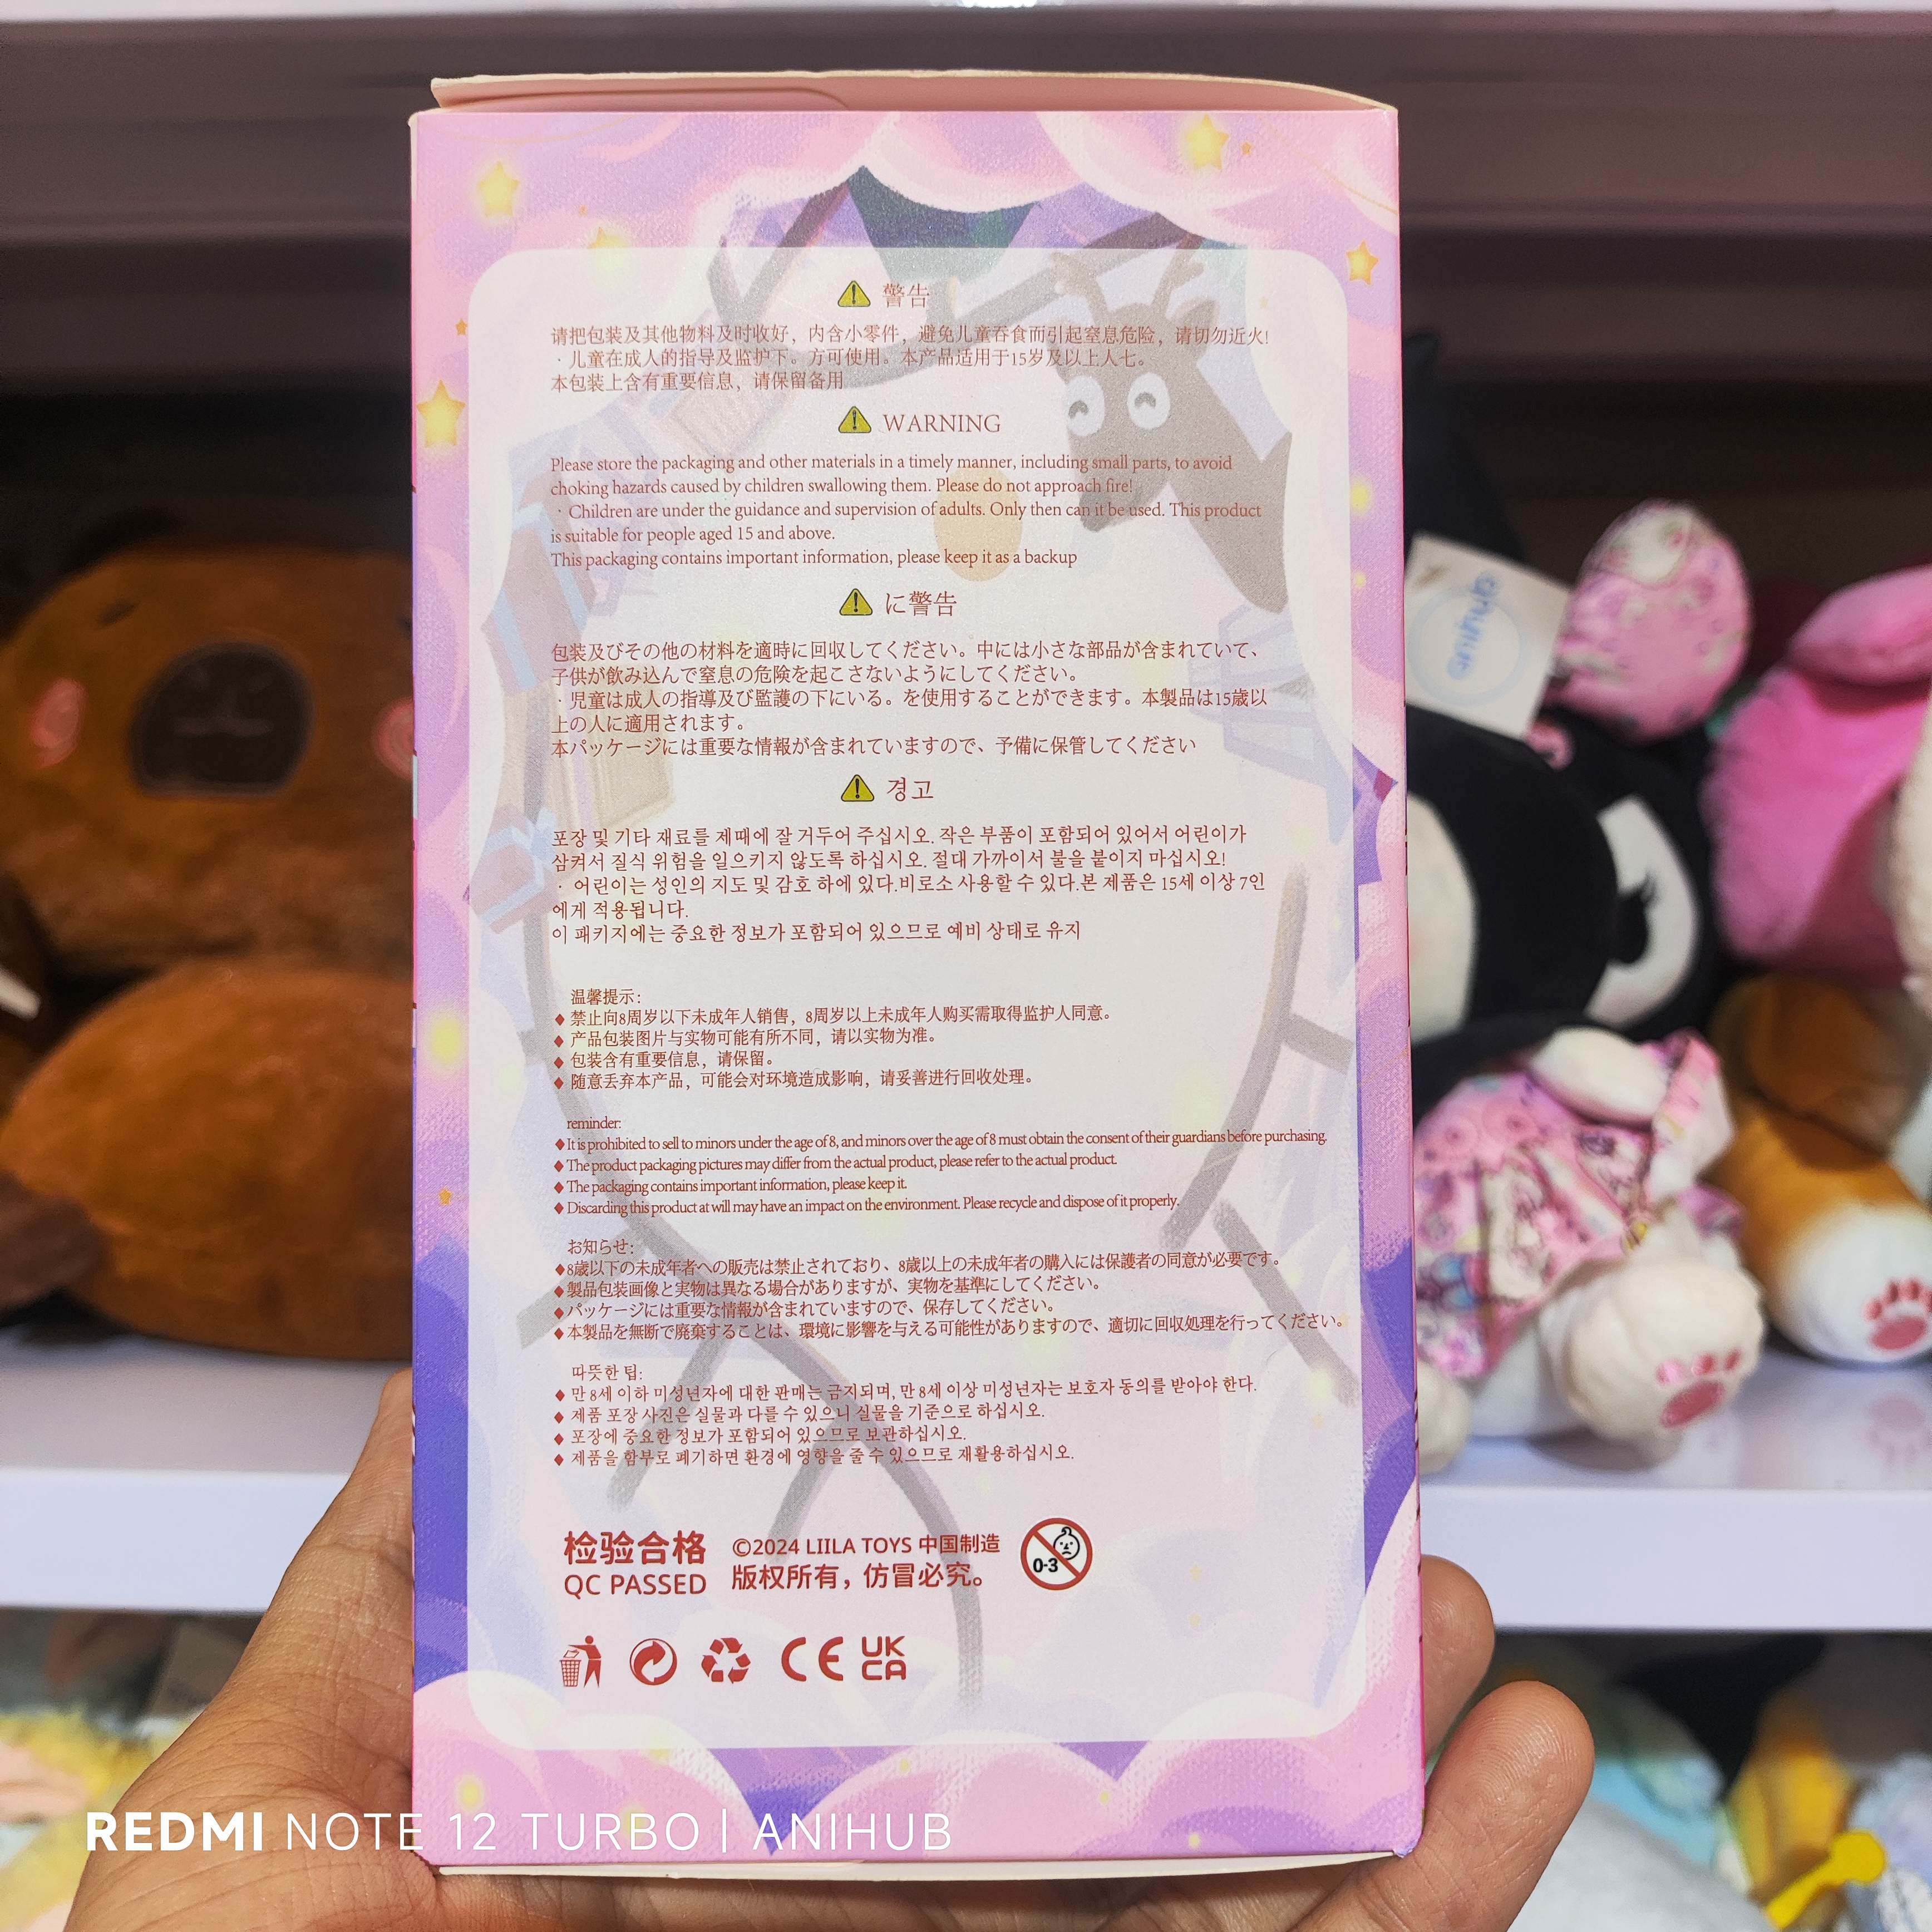 警告
请把包装及其他物料及时收好，内含小零件，避免儿童吞食而引起窒息危险，请切勿近火!
· 儿童在成人的指导及监护下。方可使用。本产品适用于15岁及以上人七。
本包装上含有重要信息，请保留备用
WARNING
Please store the packaging and other materials in a timely manner, including small parts, to avoid
choking hazards caused by children swallowing them. Please do not approach fire!
· Children are under the guidance and supervision of adults. Only then can it be used. This product
is suitable for people aged 15 and above.
This packaging contains important information, please keep it as a backup
に警告
包装及びその他の材料を適時に回収してください。中には小さな部品が含まれていて、
子供が飲み込んで窒息の危険を起こさないようにしてください。
· 児童は成人の指導及び監護の下にいる。を使用することができます。本製品は15歳以
上の人に適用されます。
本パッケージには重要な情報が含まれていますので、予備に保管してください
경고
포장 및 기타 재료를 제때에 잘 거두어 주십시오. 작은 부품이 포함되어 있어서 어린이가
삼켜서 질식 위험을 일으키지 않도록 하십시오. 절대 가까이서 불을 붙이지 마십시오!
· 어린이는 성인의 지도 및 감호 하에 있다.비로소 사용할 수 있다.본 제품은 15세 이상 7인
에게 적용됩니다.
이 패키지에는 중요한 정보가 포함되어 있으므로 예비 상태로 유지
温馨提示：
♦ 禁止向8周岁以下未成年人销售，8周岁以上未成年人购买需取得监护人同意。
♦ 产品包装图片与实物可能有所不同，请以实物为准。
♦ 包装含有重要信息，请保留。
♦ 随意丢弃本产品，可能会对环境造成影响，请妥善进行回收处理。
reminder:
♦ It is prohibited to sell to minors under the age of 8, and minors over the age of 8 must obtain the consent of their guardians before purchasing.
♦ The product packaging pictures may differ from the actual product, please refer to the actual product.
♦ The packaging contains important information, please keep it.
♦ Discarding this product at will may have an impact on the environment. Please recycle and dispose of it properly.
お知らせ：
♦ 8歳以下の未成年者への販売は禁止されており、8歳以上の未成年者の購入には保護者の同意が必要です。
♦ 製品包装画像と実物は異なる場合がありますが、実物を基準にしてください。
♦ パッケージには重要な情報が含まれていますので、保存してください。
♦ 本製品を無断で廃棄することは、環境に影響を与える可能性がありますので、適切に回収処理を行ってください。
따뜻한 팁:
♦ 만 8세 이하 미성년자에 대한 판매는 금지되며, 만 8세 이상 미성년자는 보호자 동의를 받아야 한다.
♦ 제품 포장 사진은 실물과 다를 수 있으니 실물을 기준으로 하십시오.
♦ 포장에 중요한 정보가 포함되어 있으므로 보관하십시오.
♦ 제품을 함부로 폐기하면 환경에 영향을 줄 수 있으므로 재활용하십시오.
检验合格
QC PASSED
©2024 LIILA TOYS 中国制造
版权所有，仿冒必究。
0-3
CE
UK
CA
REDMI NOTE 12 TURBO | ANIHUB